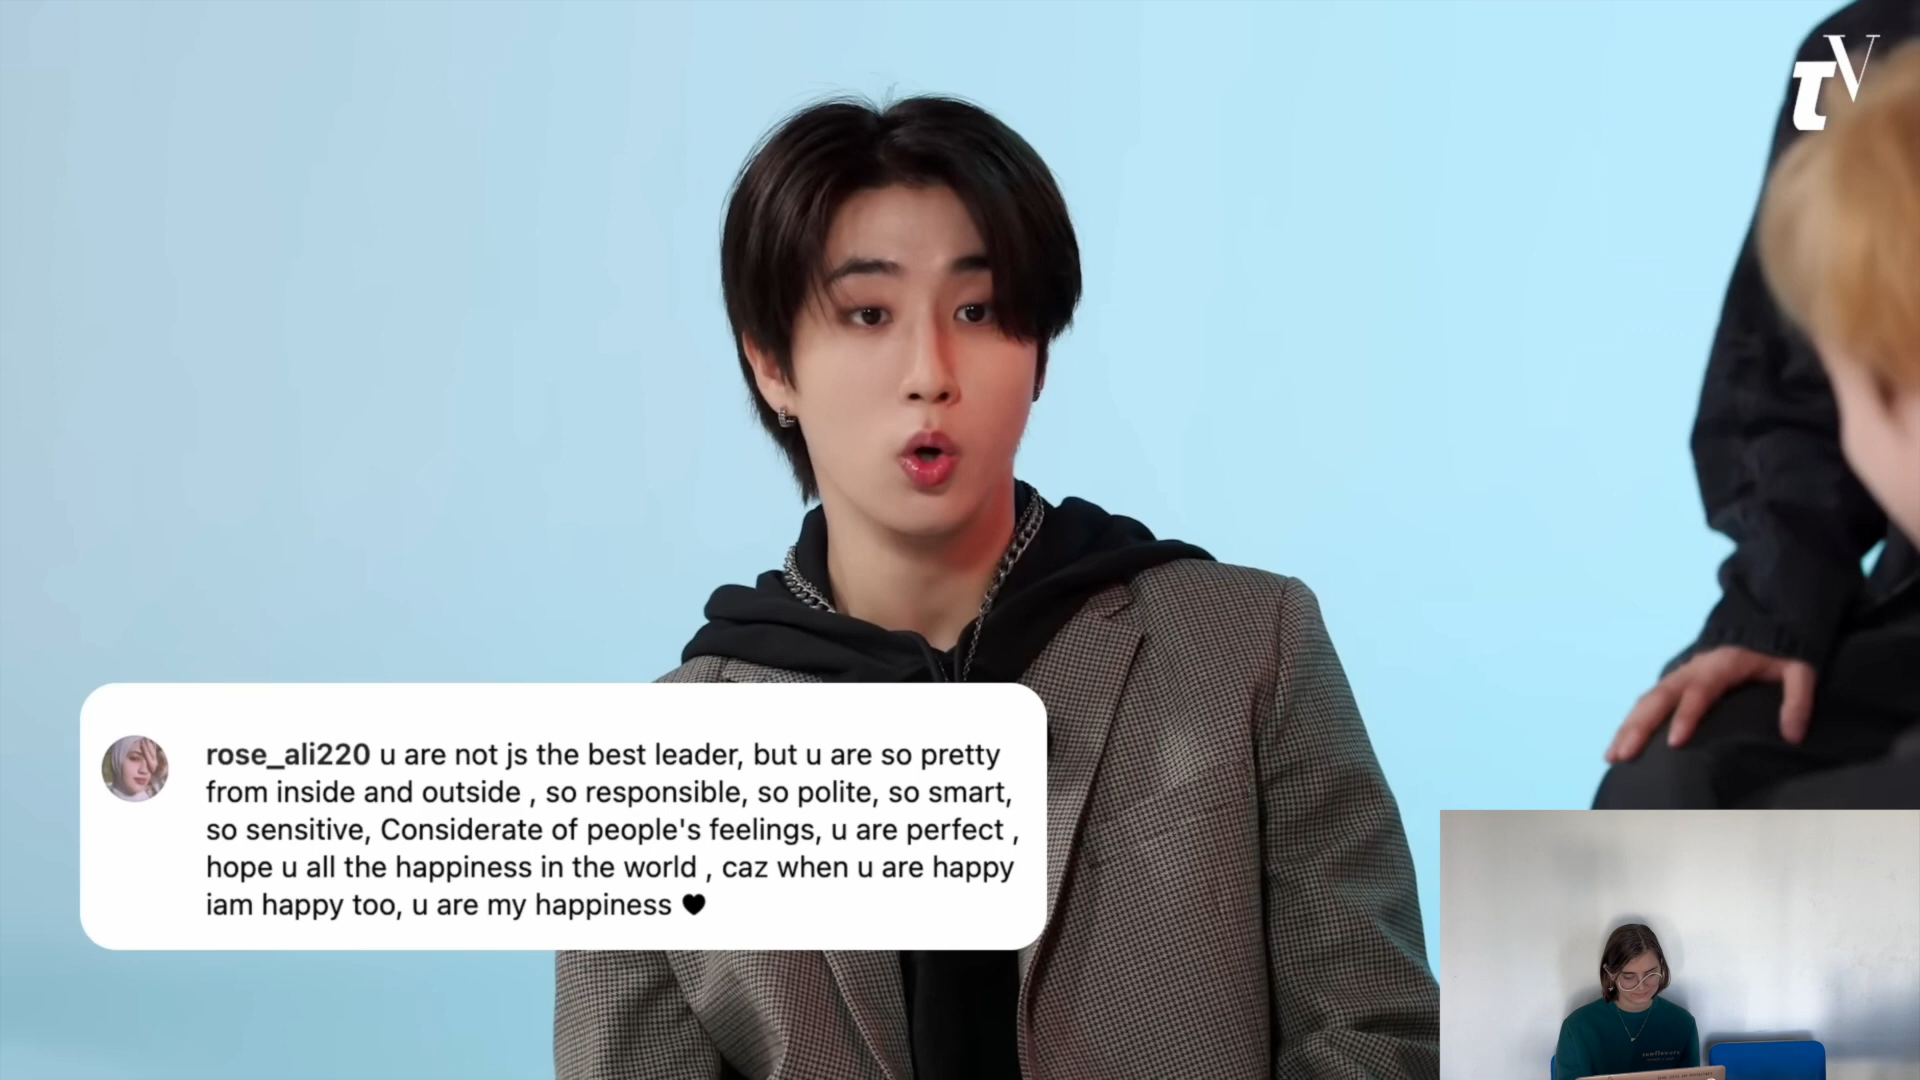 tV
rose_ali220 u are not js the best leader, but u are so pretty
from inside and outside , so responsible, so polite, so smart,
so sensitive, Considerate of people's feelings, u are perfect ,
hope u all the happiness in the world , caz when u are happy
iam happy too, u are my happiness 🖤